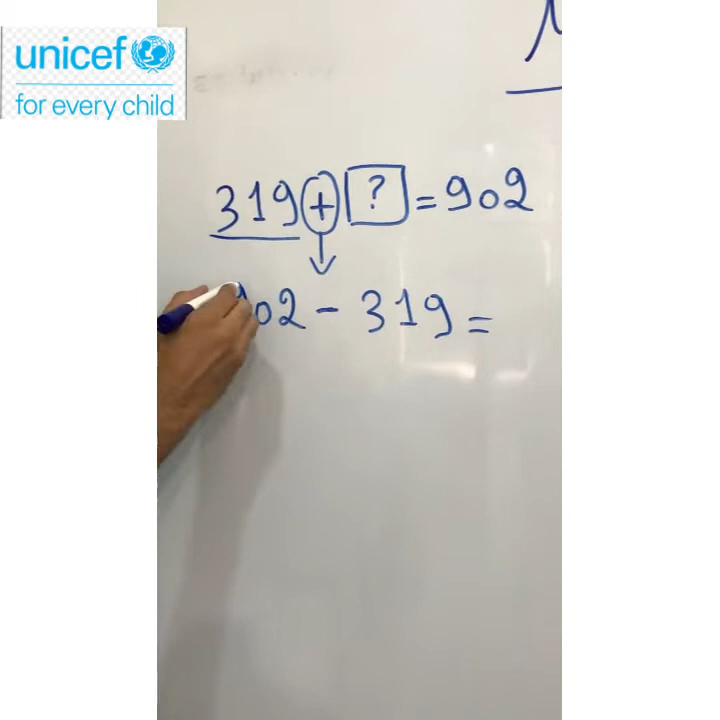 unicef
for every child
319 + ? = 902
902 - 319 =